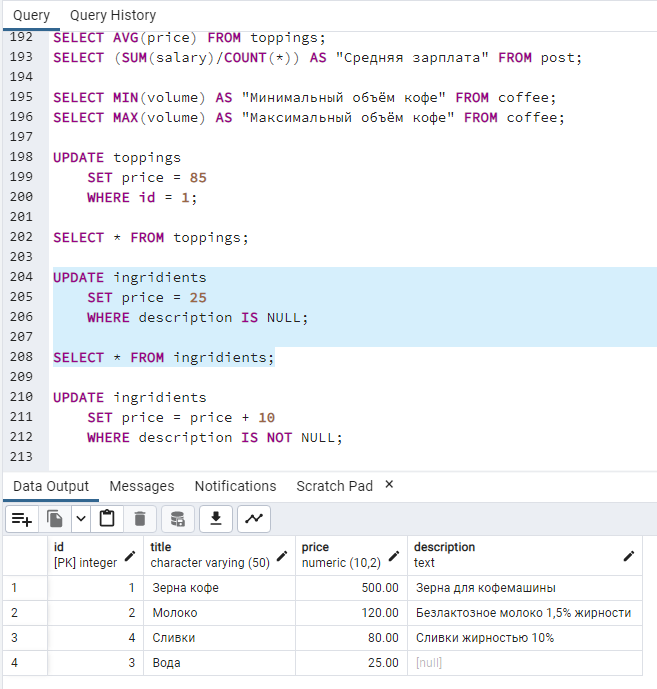 Query Query History
192 SELECT AVG(price) FROM toppings;
193 SELECT (SUM(salary)/COUNT(*)) AS "Средняя зарплата" FROM post;
194
195 SELECT MIN(volume) AS "Минимальный объём кофе" FROM coffee;
196 SELECT MAX(volume) AS "Максимальный объём кофе" FROM coffee;
197
198 UPDATE toppings
199 SET price = 85
200 WHERE id = 1;
201
202 SELECT * FROM toppings;
203
204 UPDATE ingridients
205 SET price = 25
206 WHERE description IS NULL;
207
208 SELECT * FROM ingridients;
209
210 UPDATE ingridients
211 SET price = price + 10
212 WHERE description IS NOT NULL;
213
Data Output Messages Notifications Scratch Pad ×
id title price description
[PK] integer character varying (50) numeric (10,2) text
1 1 Зерна кофе 500.00 Зерна для кофемашины
2 2 Молоко 120.00 Безлактозное молоко 1,5% жирности
3 4 Сливки 80.00 Сливки жирностью 10%
4 3 Вода 25.00 [null]